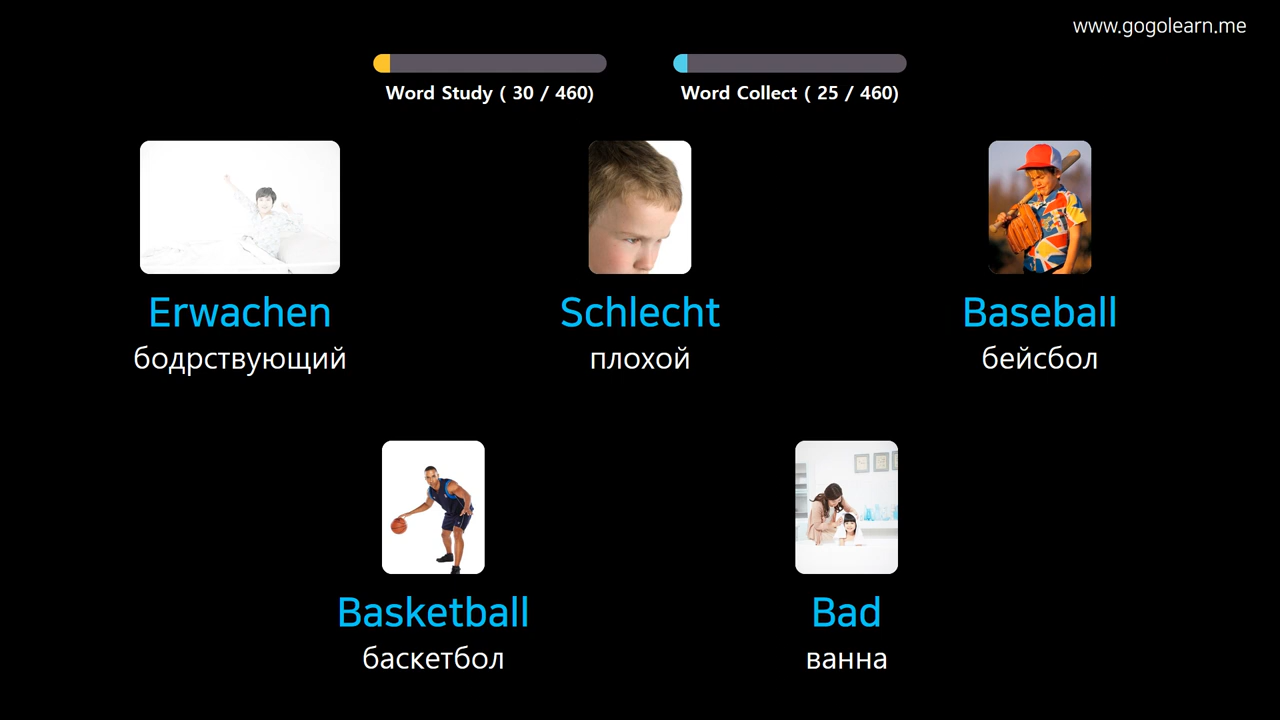 www.gogolearn.me
Word Study ( 30 / 460)
Word Collect ( 25 / 460)
Erwachen
бодрствующий
Schlecht
плохой
Baseball
бейсбол
Basketball
баскетбол
Bad
ванна